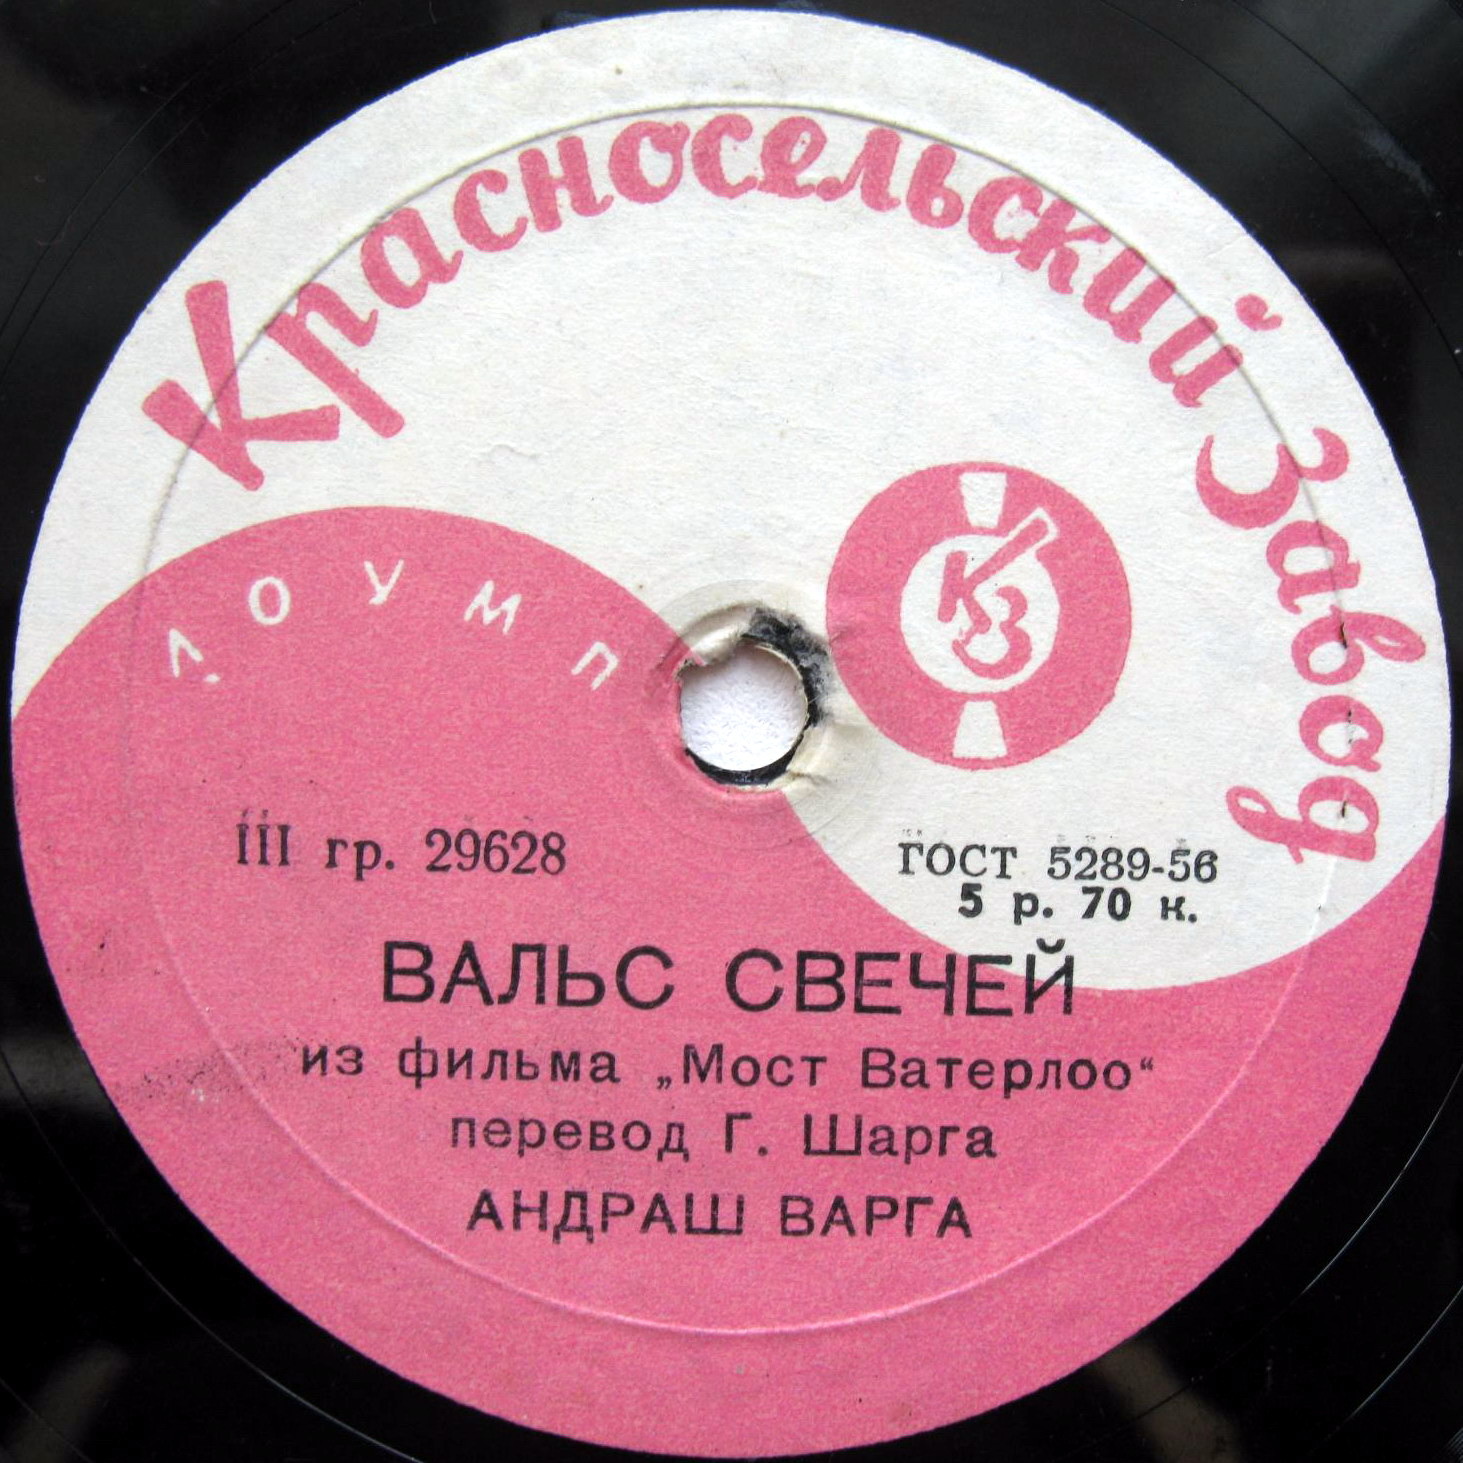 Красносельский Завод
ЛОУМП
КЗ
III гр. 29628
ГОСТ 5289-56
5 р. 70 к.
ВАЛЬС СВЕЧЕЙ
из фильма „Мост Ватерлоо“
перевод Г. Шарга
АНДРАШ ВАРГА